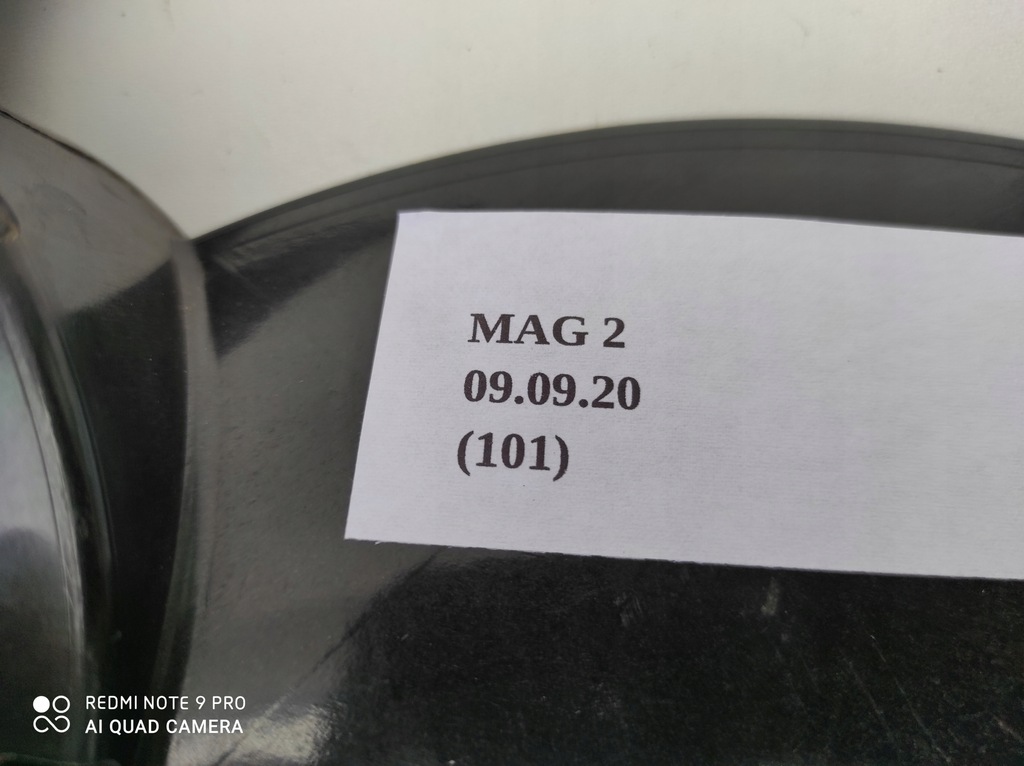 MAG 2
09.09.20
(101)
REDMI NOTE 9 PRO
AI QUAD CAMERA